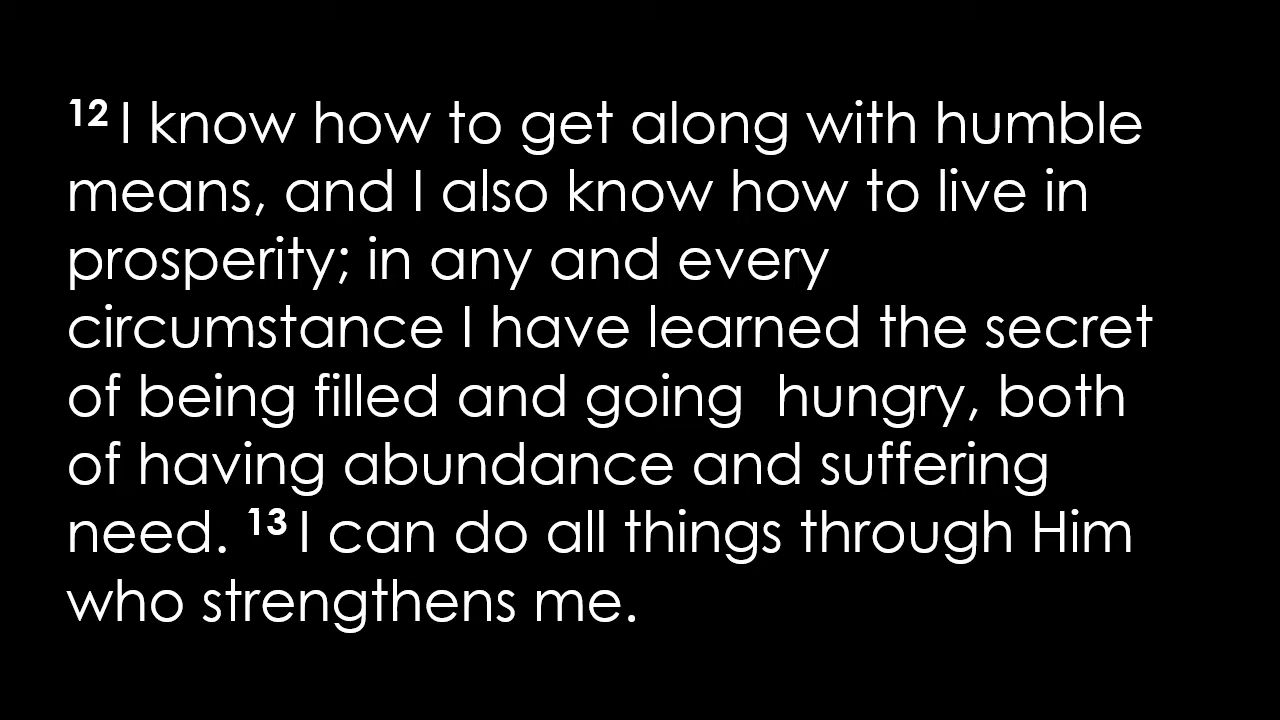 12 I know how to get along with humble
means, and I also know how to live in
prosperity; in any and every
circumstance I have learned the secret
of being filled and going  hungry, both
of having abundance and suffering
need. 13 I can do all things through Him
who strengthens me.